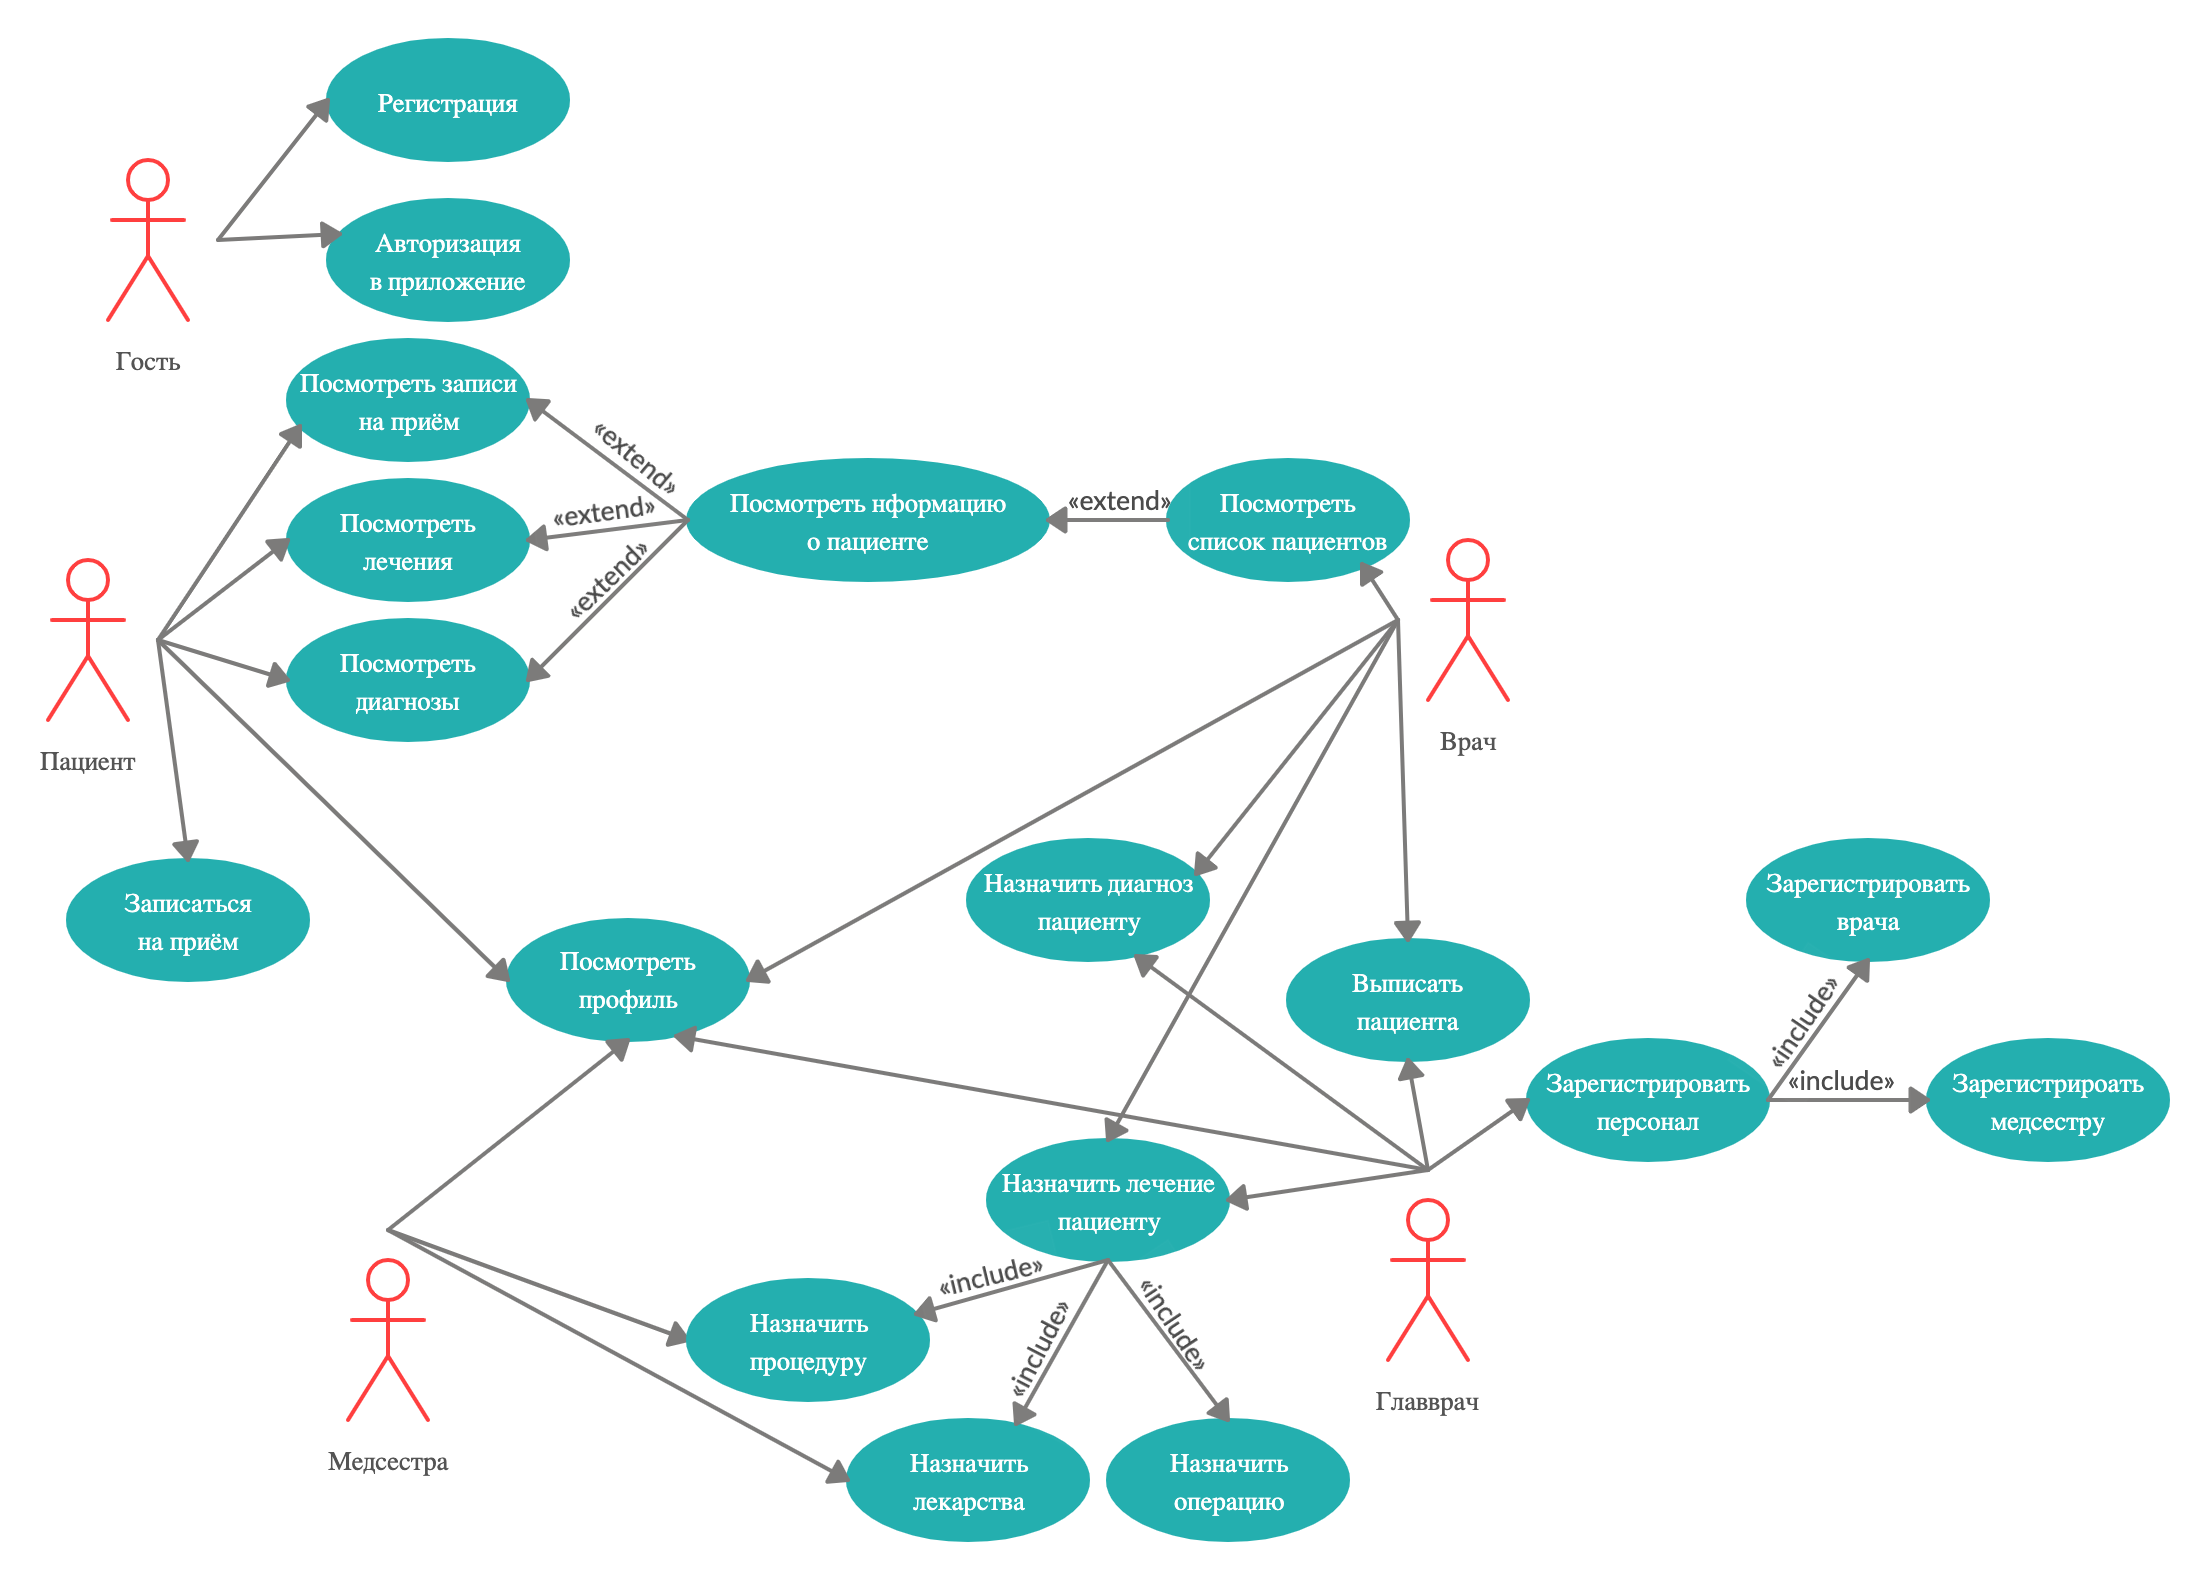 Регистрация
Авторизация
в приложение
Гость
Посмотреть записи
на приём
«extend»
Посмотреть
лечения
«extend»
Посмотреть нформацию
о пациенте
«extend»
Посмотреть
список пациентов
«extend»
Посмотреть
диагнозы
Пациент
Врач
Записаться
на приём
Посмотреть
профиль
Назначить диагноз
пациенту
Выписать
пациента
Зарегистрировать
врача
«include»
Зарегистрировать
персонал
«include»
Зарегистрироать
медсестру
Назначить лечение
пациенту
«include»
«include»
«include»
Назначить
процедуру
Главврач
Медсестра
Назначить
лекарства
Назначить
операцию